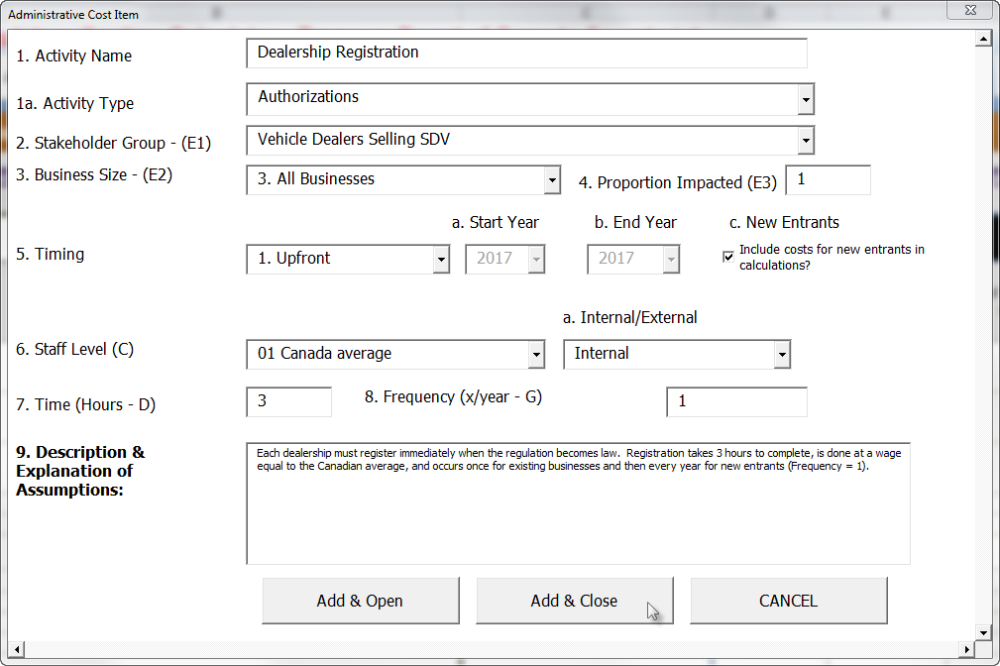 Administrative Cost Item
1. Activity Name
Dealership Registration
1a. Activity Type
Authorizations
2. Stakeholder Group - (E1)
Vehicle Dealers Selling SDV
3. Business Size - (E2)
3. All Businesses
4. Proportion Impacted (E3)
1
a. Start Year
b. End Year
c. New Entrants
5. Timing
1. Upfront
2017
2017
Include costs for new entrants in
calculations?
a. Internal/External
6. Staff Level (C)
01 Canada average
Internal
7. Time (Hours - D)
3
8. Frequency (x/year - G)
1
9. Description &
Explanation of
Assumptions:
Each dealership must register immediately when the regulation becomes law.  Registration takes 3 hours to complete, is done at a wage
equal to the Canadian average, and occurs once for existing businesses and then every year for new entrants (Frequency = 1).
Add & Open
Add & Close
CANCEL